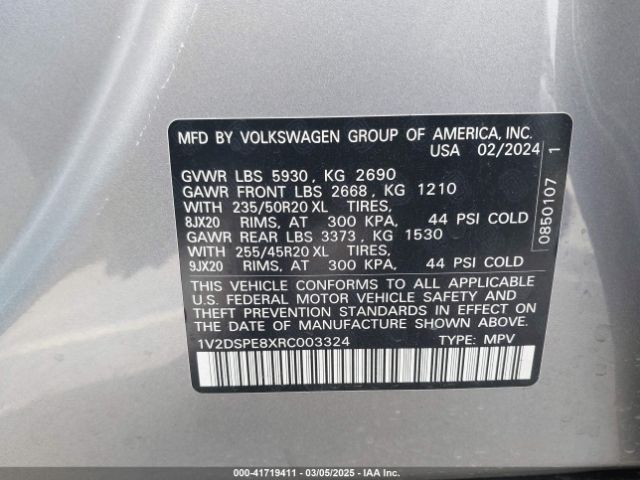 MFD BY VOLKSWAGEN GROUP OF AMERICA, INC.
USA 02/2024
GVWR LBS 5930 , KG 2690
GAWR FRONT LBS 2668 , KG 1210
WITH 235/50R20 XL TIRES,
8JX20 RIMS, AT 300 KPA, 44 PSI COLD
GAWR REAR LBS 3373 , KG 1530
WITH 255/45R20 XL TIRES,
9JX20 RIMS, AT 300 KPA, 44 PSI COLD
THIS VEHICLE CONFORMS TO ALL APPLICABLE
U.S. FEDERAL MOTOR VEHICLE SAFETY AND
THEFT PREVENTION STANDARDS IN EFFECT ON
THE DATE OF MANUFACTURE SHOWN ABOVE.
1V2DSPE8XRC003324 TYPE: MPV
0850107 1
000-41719411 - 03/05/2025 - IAA Inc.